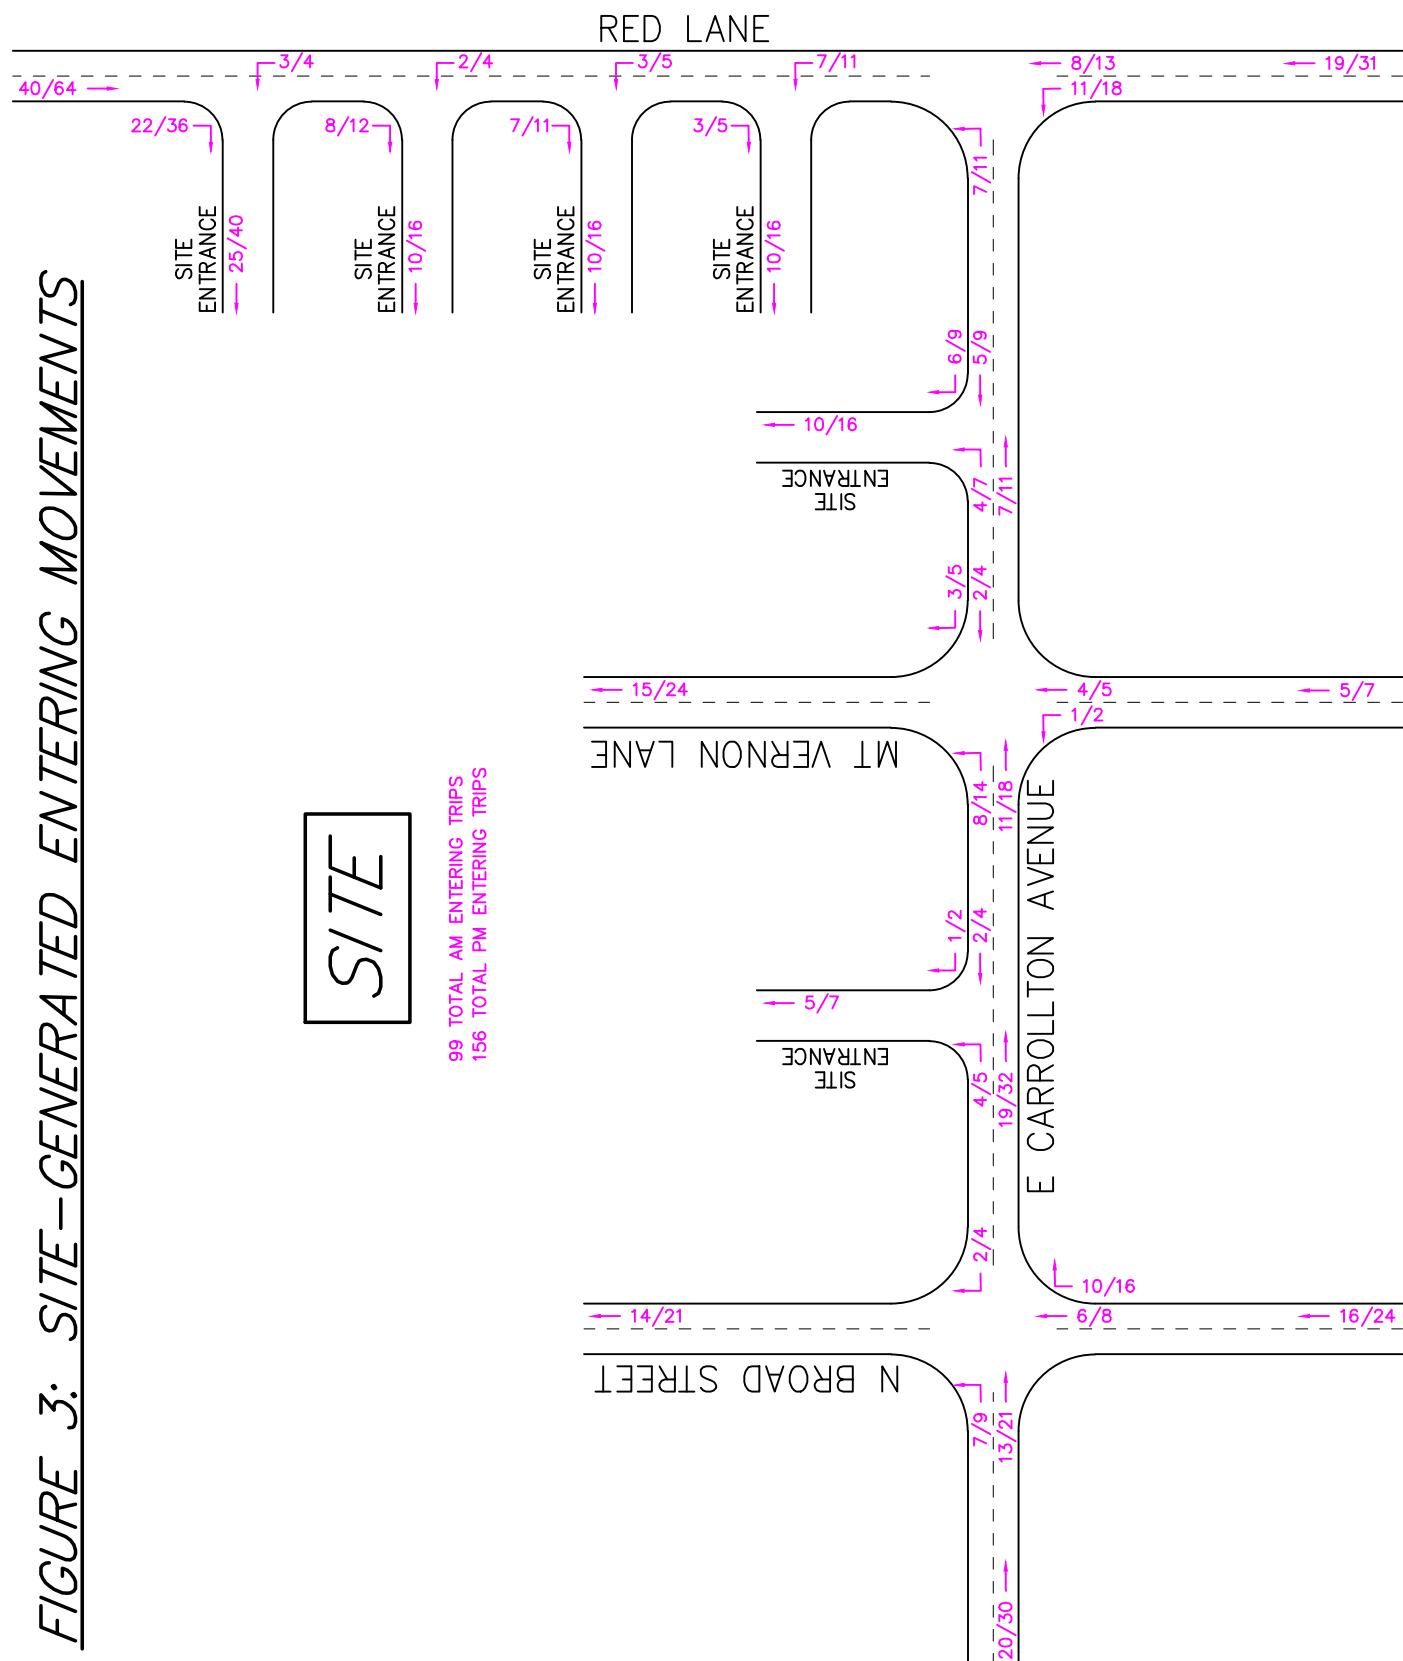 RED LANE
3/4
2/4
3/5
7/11
8/13
19/31
40/64
11/18
22/36
8/12
7/11
3/5
7/11
SITE
ENTRANCE
25/40
SITE
ENTRANCE
10/16
SITE
ENTRANCE
10/16
SITE
ENTRANCE
10/16
6/9
5/9
10/16
SITE
ENTRANCE
4/7
7/11
3/5
2/4
15/24
4/5
5/7
1/2
MT VERNON LANE
8/14
11/18
E CARROLLTON AVENUE
FIGURE 3: SITE-GENERATED ENTERING MOVEMENTS
SITE
99 TOTAL AM ENTERING TRIPS
156 TOTAL PM ENTERING TRIPS
1/2
2/4
5/7
SITE
ENTRANCE
4/5
19/32
2/4
10/16
14/21
6/8
16/24
N BROAD STREET
7/9
13/21
20/30